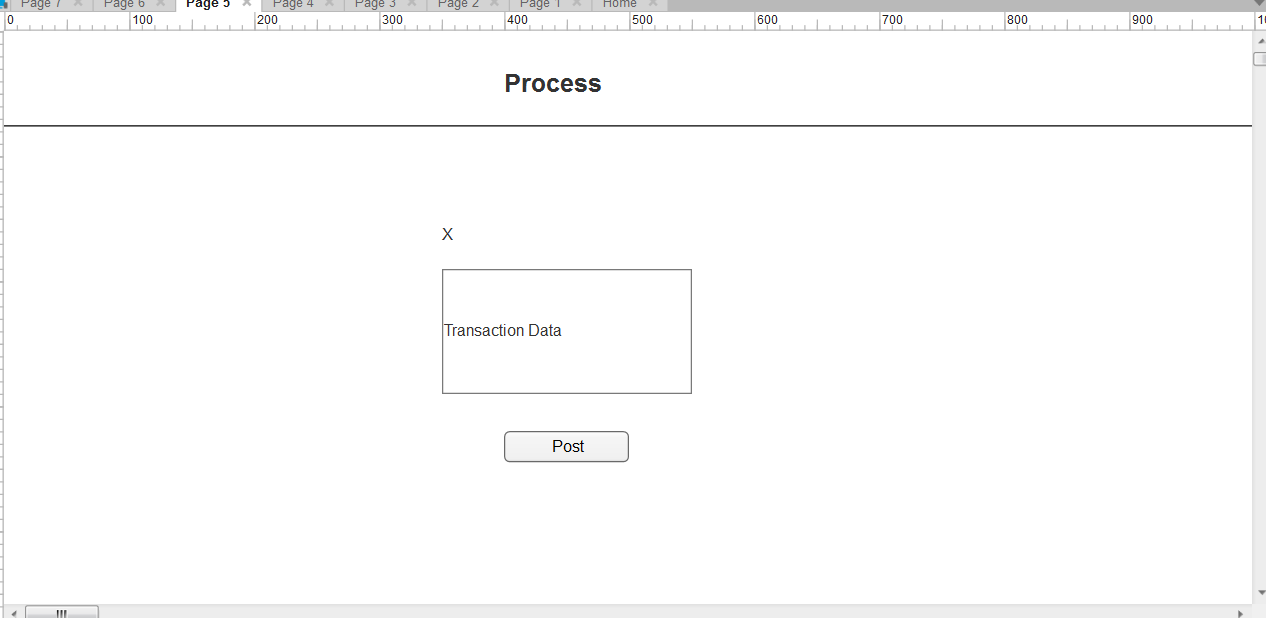 Page 7 Page 6 Page 5 Page 4 Page 3 Page 2 Page 1 Home
0 100 200 300 400 500 600 700 800 900
Process
X
Transaction Data
Post